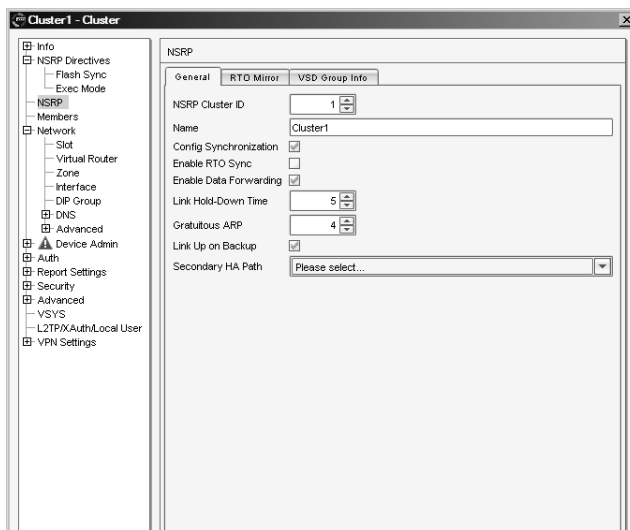 Cluster1 - Cluster
Info
NSRP Directives
Flash Sync
Exec Mode
NSRP
Members
Network
Slot
Virtual Router
Zone
Interface
DIP Group
DNS
Advanced
Device Admin
Auth
Report Settings
Security
Advanced
VSYS
L2TP/XAuth/Local User
VPN Settings
NSRP
General RTO Mirror VSD Group Info
NSRP Cluster ID 1
Name Cluster1
Config Synchronization
Enable RTO Sync
Enable Data Forwarding
Link Hold-Down Time 5
Gratuitous ARP 4
Link Up on Backup
Secondary HA Path Please select...